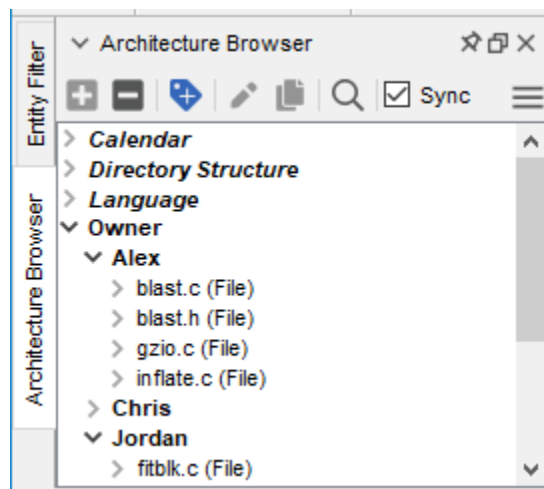 Entity Filter
Architecture Browser
Architecture Browser
Sync
Calendar
Directory Structure
Language
Owner
Alex
blast.c (File)
blast.h (File)
gzio.c (File)
inflate.c (File)
Chris
Jordan
fitblk.c (File)